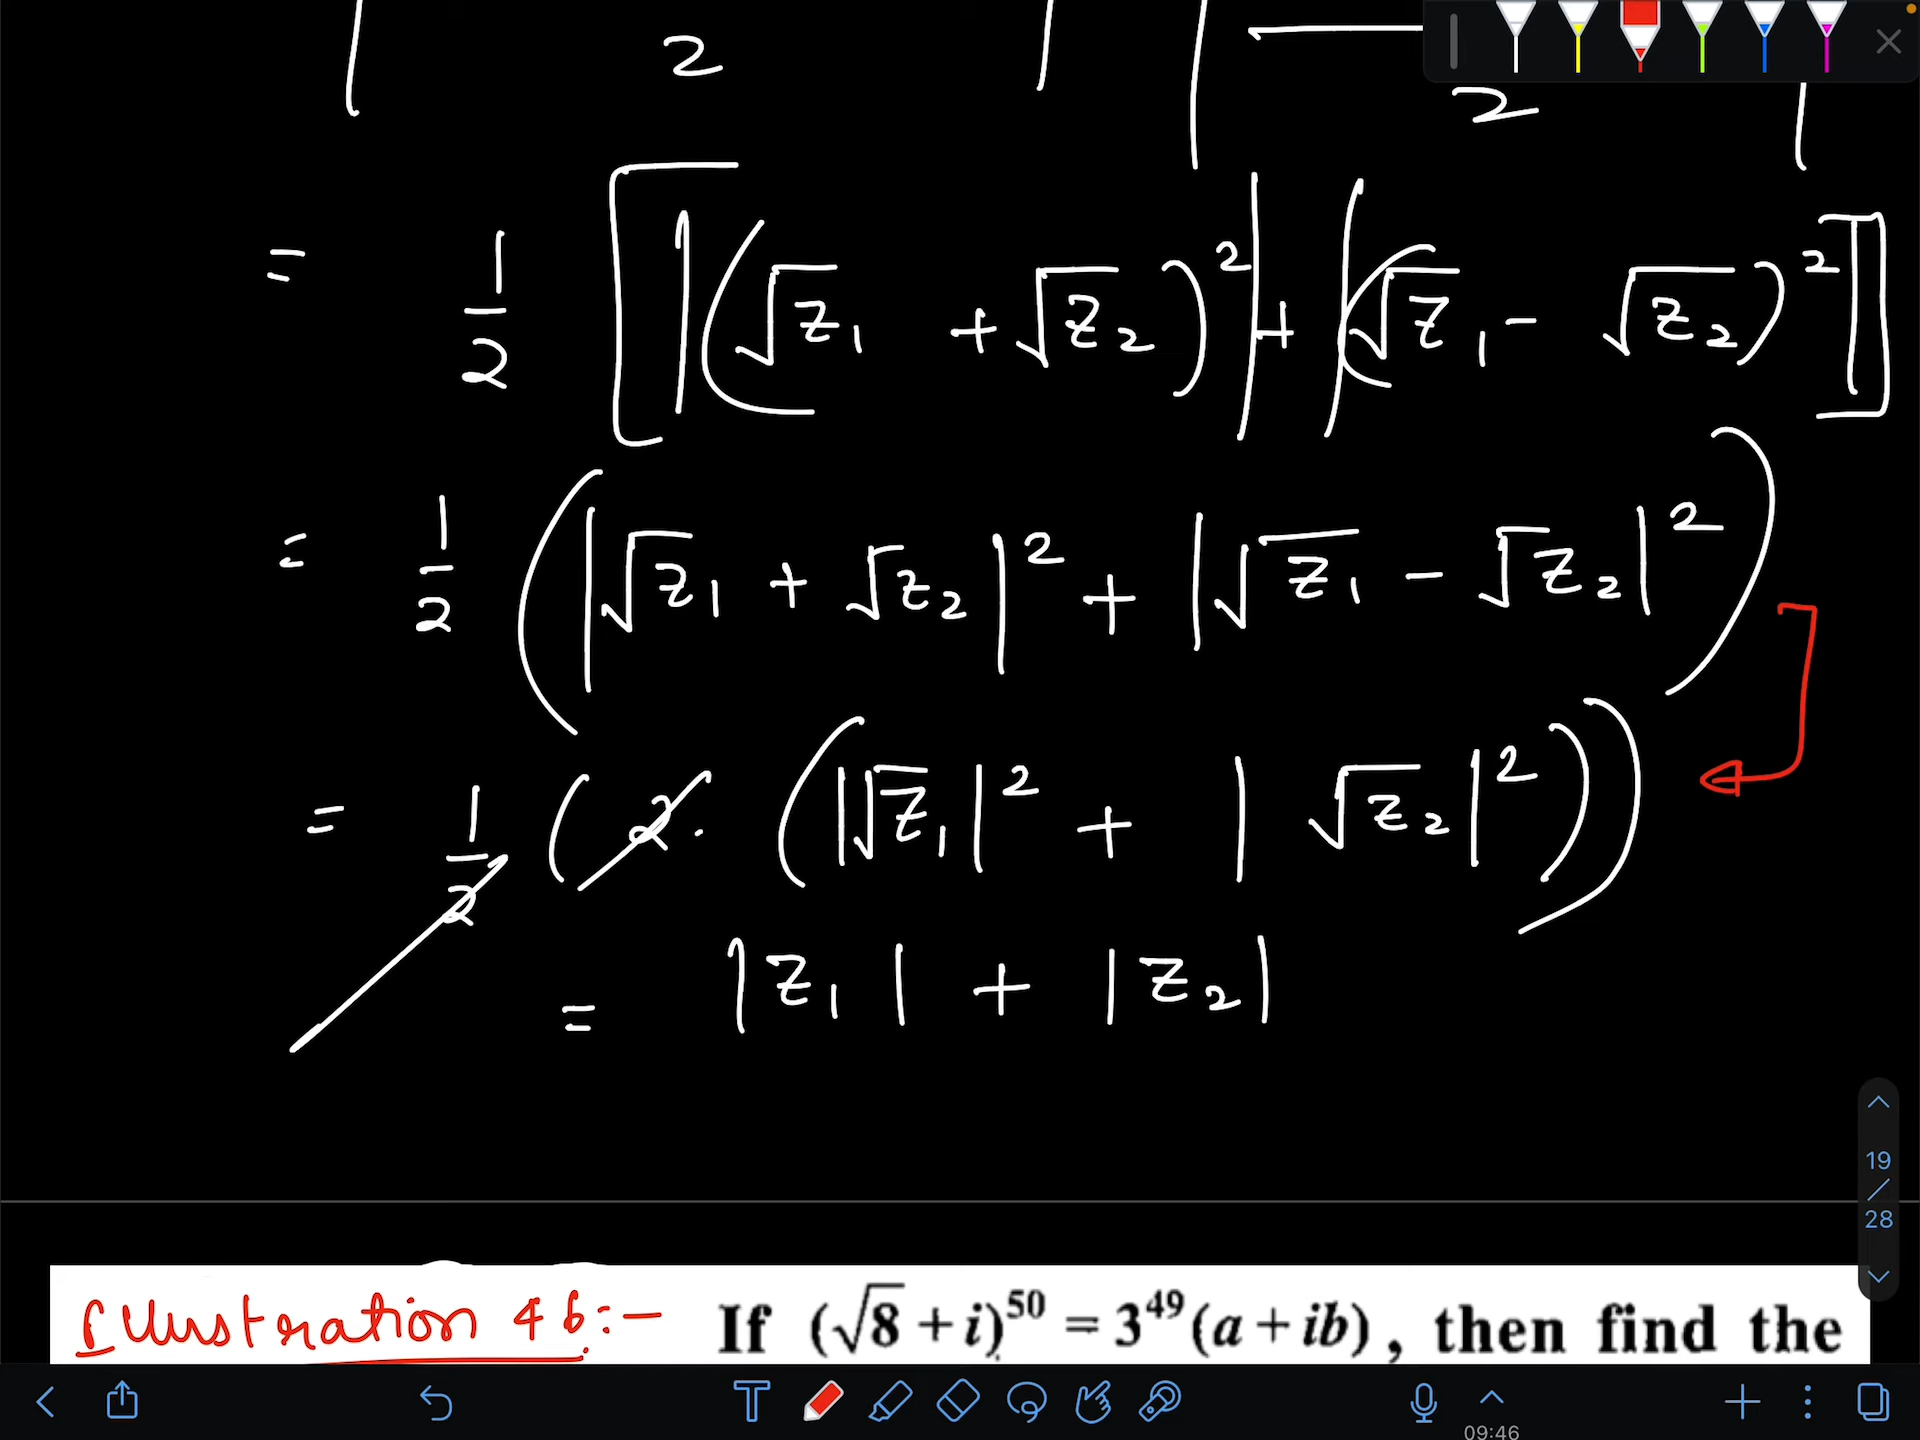 2 2
= 1/2 [|(√z₁ + √z₂)²| + |(√z₁ - √z₂)²|]
= 1/2 (|√z₁ + √z₂|² + |√z₁ - √z₂|²)
= 1/2 (2. (|√z₁|² + |√z₂|²))
= |z₁| + |z₂|
19
/
28
Illustration 46:- If (√8 + i)⁵⁰ = 3⁴⁹(a + ib), then find the
T
09:46